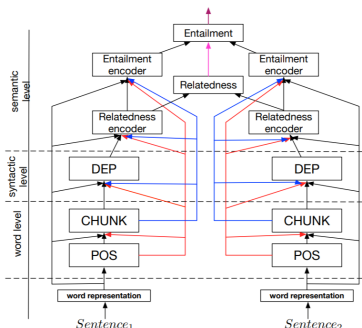 Entailment
Entailment encoder
Entailment encoder
Relatedness
Relatedness encoder
Relatedness encoder
semantic level
DEP
DEP
syntactic level
CHUNK
CHUNK
word level
POS
POS
word representation
word representation
Sentence₁
Sentence₂